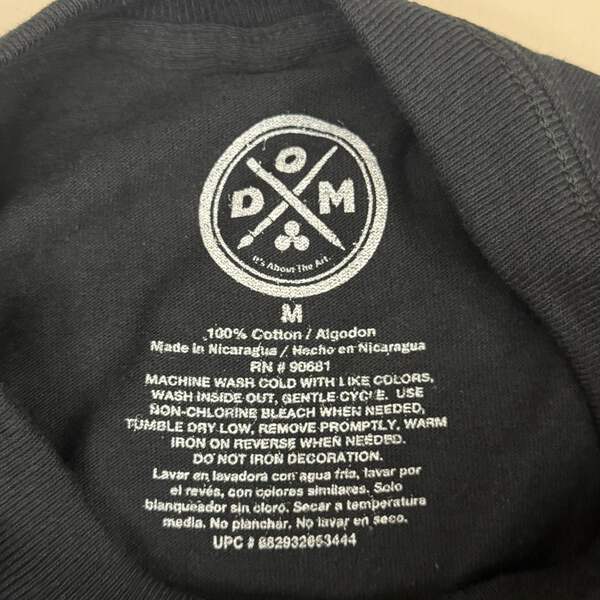 O
D M
It's About The Art.
M
100% Cotton / Algodon
Made in Nicaragua / Hecho en Nicaragua
RN # 90681
MACHINE WASH COLD WITH LIKE COLORS,
WASH INSIDE OUT, GENTLE CYCLE. USE
NON-CHLORINE BLEACH WHEN NEEDED,
TUMBLE DRY LOW, REMOVE PROMPTLY, WARM
IRON ON REVERSE WHEN NEEDED.
DO NOT IRON DECORATION.
Lavar en lavadora con agua fria, lavar por
el revés, con colores similares. Solo
blanqueador sin cloro. Secar a temperatura
media. No planchar. No lavar en seco.
UPC # 882932053444